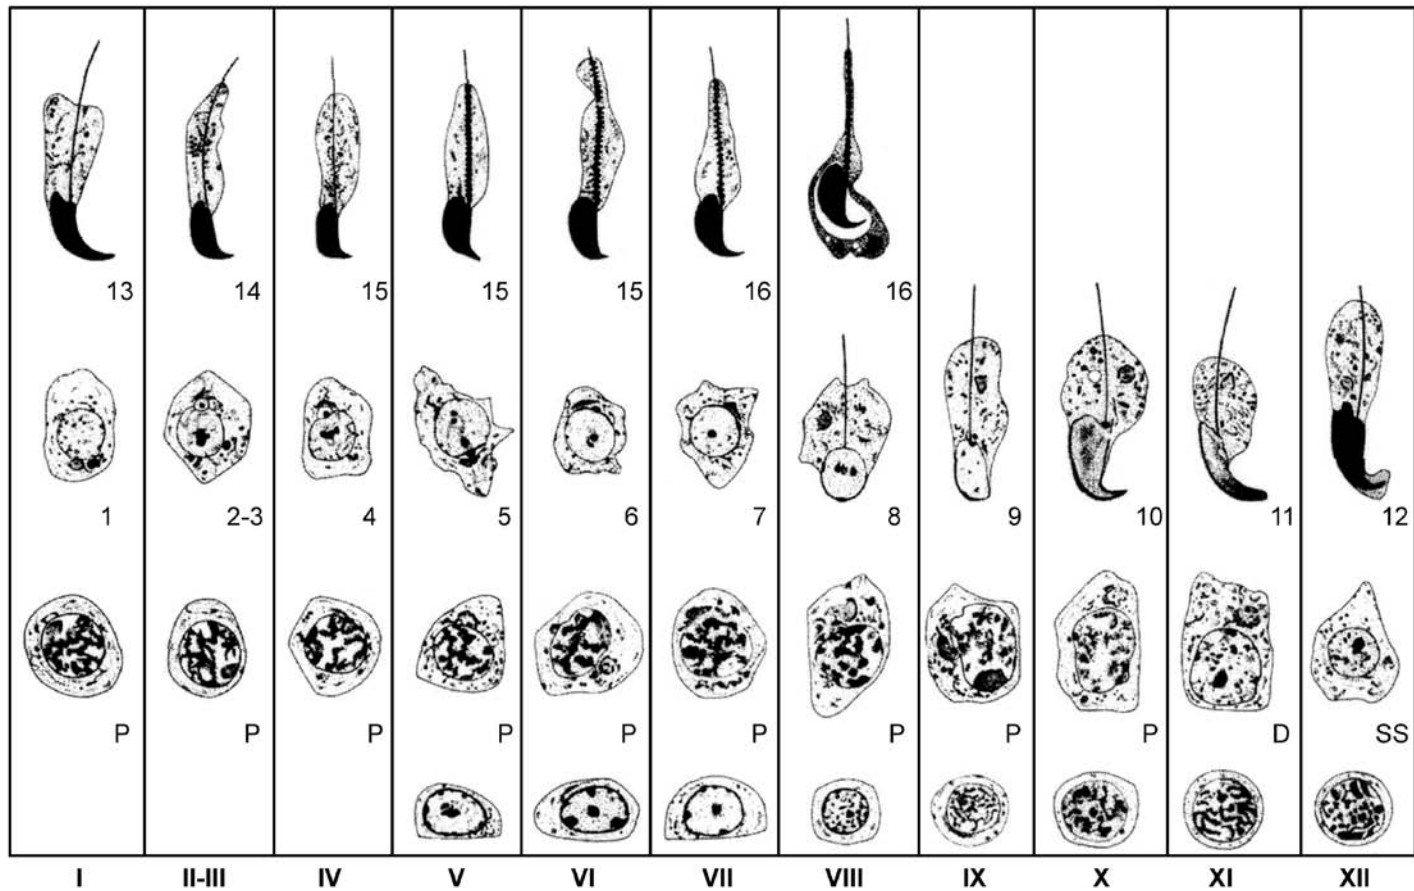 13 14 15 15 15 16 16
1 2-3 4 5 6 7 8 9 10 11 12
P P P P P P P P P D SS
I II-III IV V VI VII VIII IX X XI XII